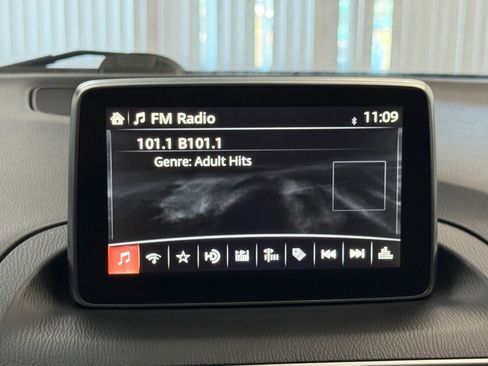 FM Radio
11:09
101.1 B101.1
Genre: Adult Hits